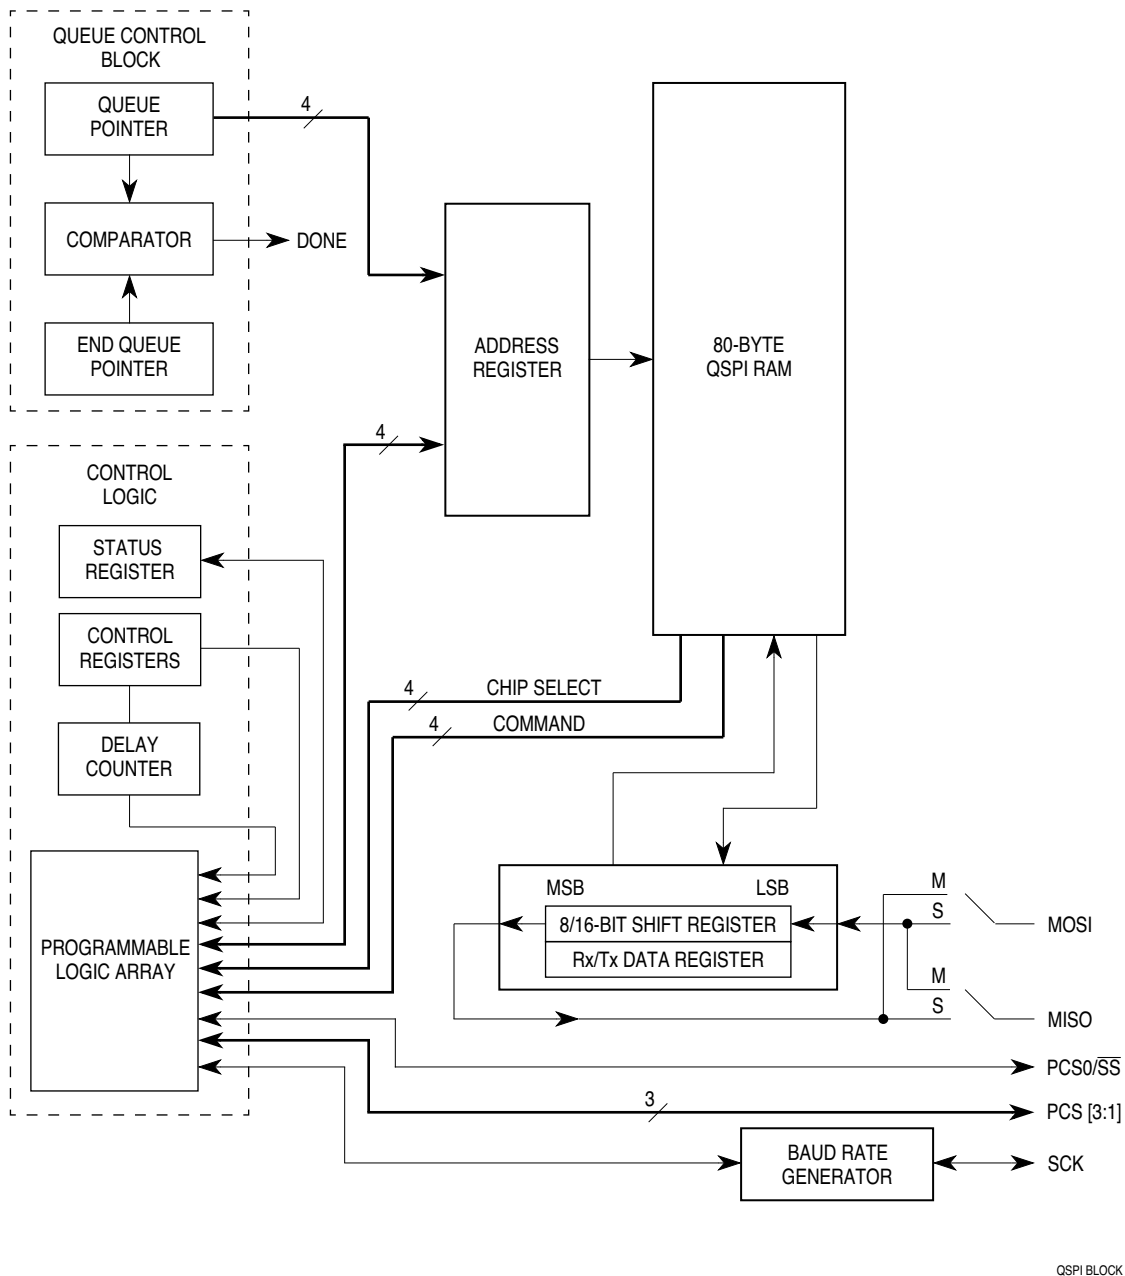 QUEUE CONTROL
BLOCK
QUEUE
POINTER
4
COMPARATOR
DONE
END QUEUE
POINTER
ADDRESS
REGISTER
80-BYTE
QSPI RAM
4
CONTROL
LOGIC
STATUS
REGISTER
CONTROL
REGISTERS
DELAY
COUNTER
4
CHIP SELECT
4
COMMAND
MSB
LSB
8/16-BIT SHIFT REGISTER
Rx/Tx DATA REGISTER
M
S
MOSI
M
S
MISO
PROGRAMMABLE
LOGIC ARRAY
PCS0/S̅S̅
3
PCS [3:1]
BAUD RATE
GENERATOR
SCK
QSPI BLOCK